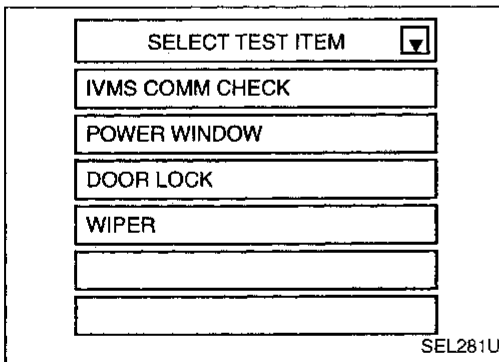 SELECT TEST ITEM
IVMS COMM CHECK
POWER WINDOW
DOOR LOCK
WIPER
SEL281U